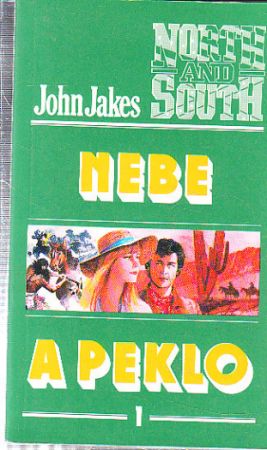 NORTH
AND
SOUTH
John Jakes
NEBE
A PEKLO
1